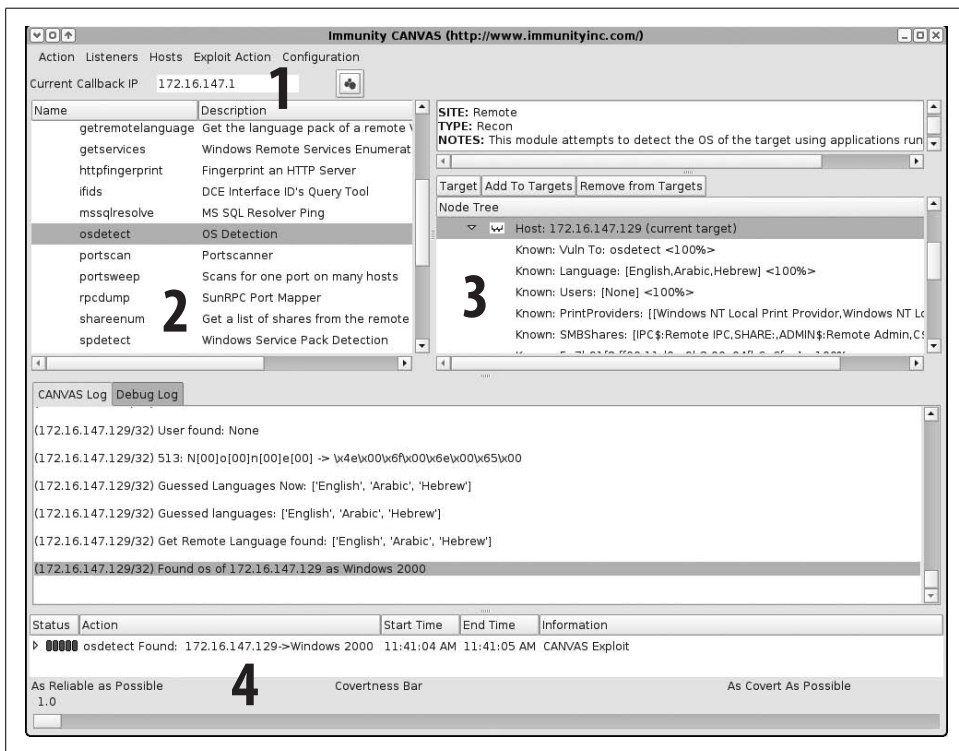 Immunity CANVAS (http://www.immunityinc.com/)
Action Listeners Hosts Exploit Action Configuration
Current Callback IP 172.16.147.1
1
Name Description
getremotelanguage Get the language pack of a remote
getservices Windows Remote Services Enumerat
httpfingerprint Fingerprint an HTTP Server
ifids DCE Interface ID's Query Tool
mssqlresolve MS SQL Resolver Ping
osdetect OS Detection
portscan Portscanner
portsweep Scans for one port on many hosts
rpcdump SunRPC Port Mapper
shareenum Get a list of shares from the remote
spdetect Windows Service Pack Detection
2
SITE: Remote
TYPE: Recon
NOTES: This module attempts to detect the OS of the target using applications run
Target Add To Targets Remove from Targets
Node Tree
Host: 172.16.147.129 (current target)
Known: Vuln To: osdetect <100%>
Known: Language: [English,Arabic,Hebrew] <100%>
Known: Users: [None] <100%>
Known: PrintProviders: [[Windows NT Local Print Providor,Windows NT Lo
Known: SMBShares: [IPC$:Remote IPC,SHARE:,ADMIN$:Remote Admin,C$
3
CANVAS Log Debug Log
(172.16.147.129/32) User found: None
(172.16.147.129/32) 513: N[00]o[00]n[00]e[00] -> \x4e\x00\x6f\x00\x6e\x00\x65\x00
(172.16.147.129/32) Guessed Languages Now: ['English', 'Arabic', 'Hebrew']
(172.16.147.129/32) Guessed languages: ['English', 'Arabic', 'Hebrew']
(172.16.147.129/32) Get Remote Language found: ['English', 'Arabic', 'Hebrew']
(172.16.147.129/32) Found os of 172.16.147.129 as Windows 2000
Status Action Start Time End Time Information
osdetect Found: 172.16.147.129->Windows 2000 11:41:04 AM 11:41:05 AM CANVAS Exploit
4
As Reliable as Possible Covertness Bar As Covert As Possible
1.0